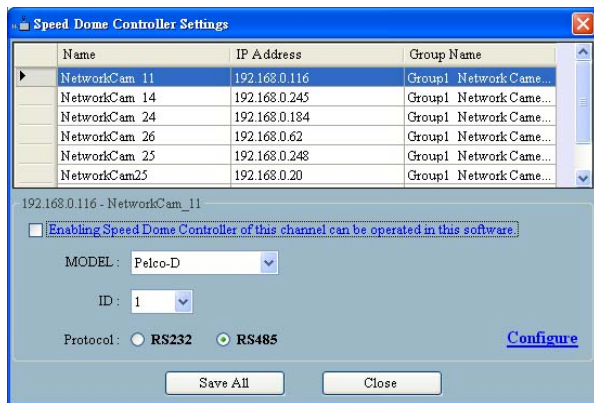 Speed Dome Controller Settings
Name IP Address Group Name
NetworkCam 11 192.168.0.116 Group1 Network Came...
NetworkCam 14 192.168.0.245 Group1 Network Came...
NetworkCam 24 192.168.0.184 Group1 Network Came...
NetworkCam 26 192.168.0.62 Group1 Network Came...
NetworkCam 25 192.168.0.248 Group1 Network Came...
NetworkCam25 192.168.0.20 Group1 Network Came...
192.168.0.116 - NetworkCam_11
Enabling Speed Dome Controller of this channel can be operated in this software.
MODEL : Pelco-D
ID : 1
Protocol : RS232 RS485 Configure
Save All Close